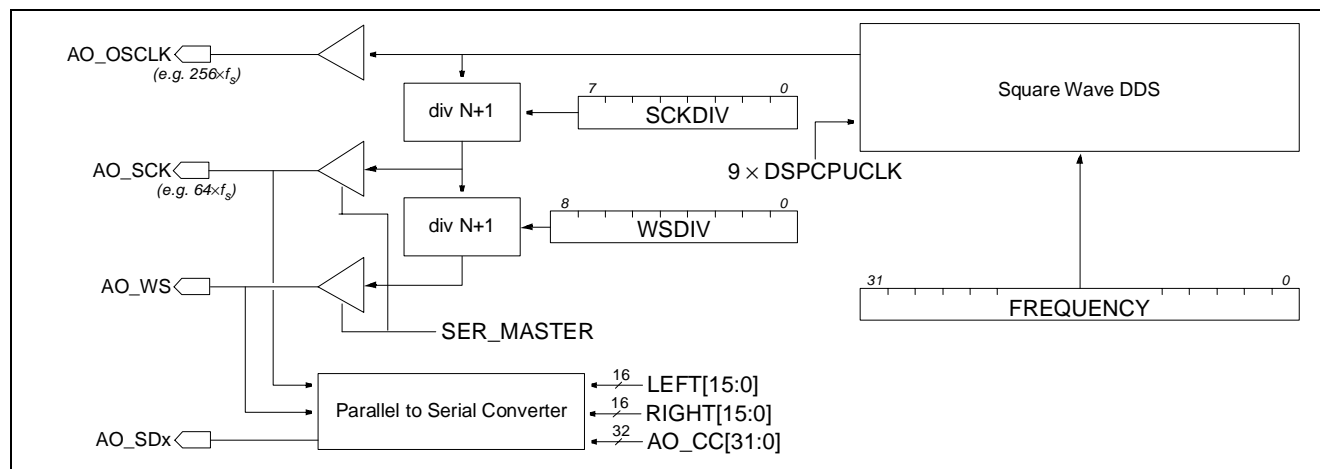 AO_OSCLK
(e.g. 256×fs)
Square Wave DDS
div N+1
7 0
SCKDIV
AO_SCK
(e.g. 64×fs)
9 × DSPCPUCLK
div N+1
8 0
WSDIV
AO_WS
31 0
FREQUENCY
SER_MASTER
Parallel to Serial Converter
16 LEFT[15:0]
16 RIGHT[15:0]
32 AO_CC[31:0]
AO_SDx